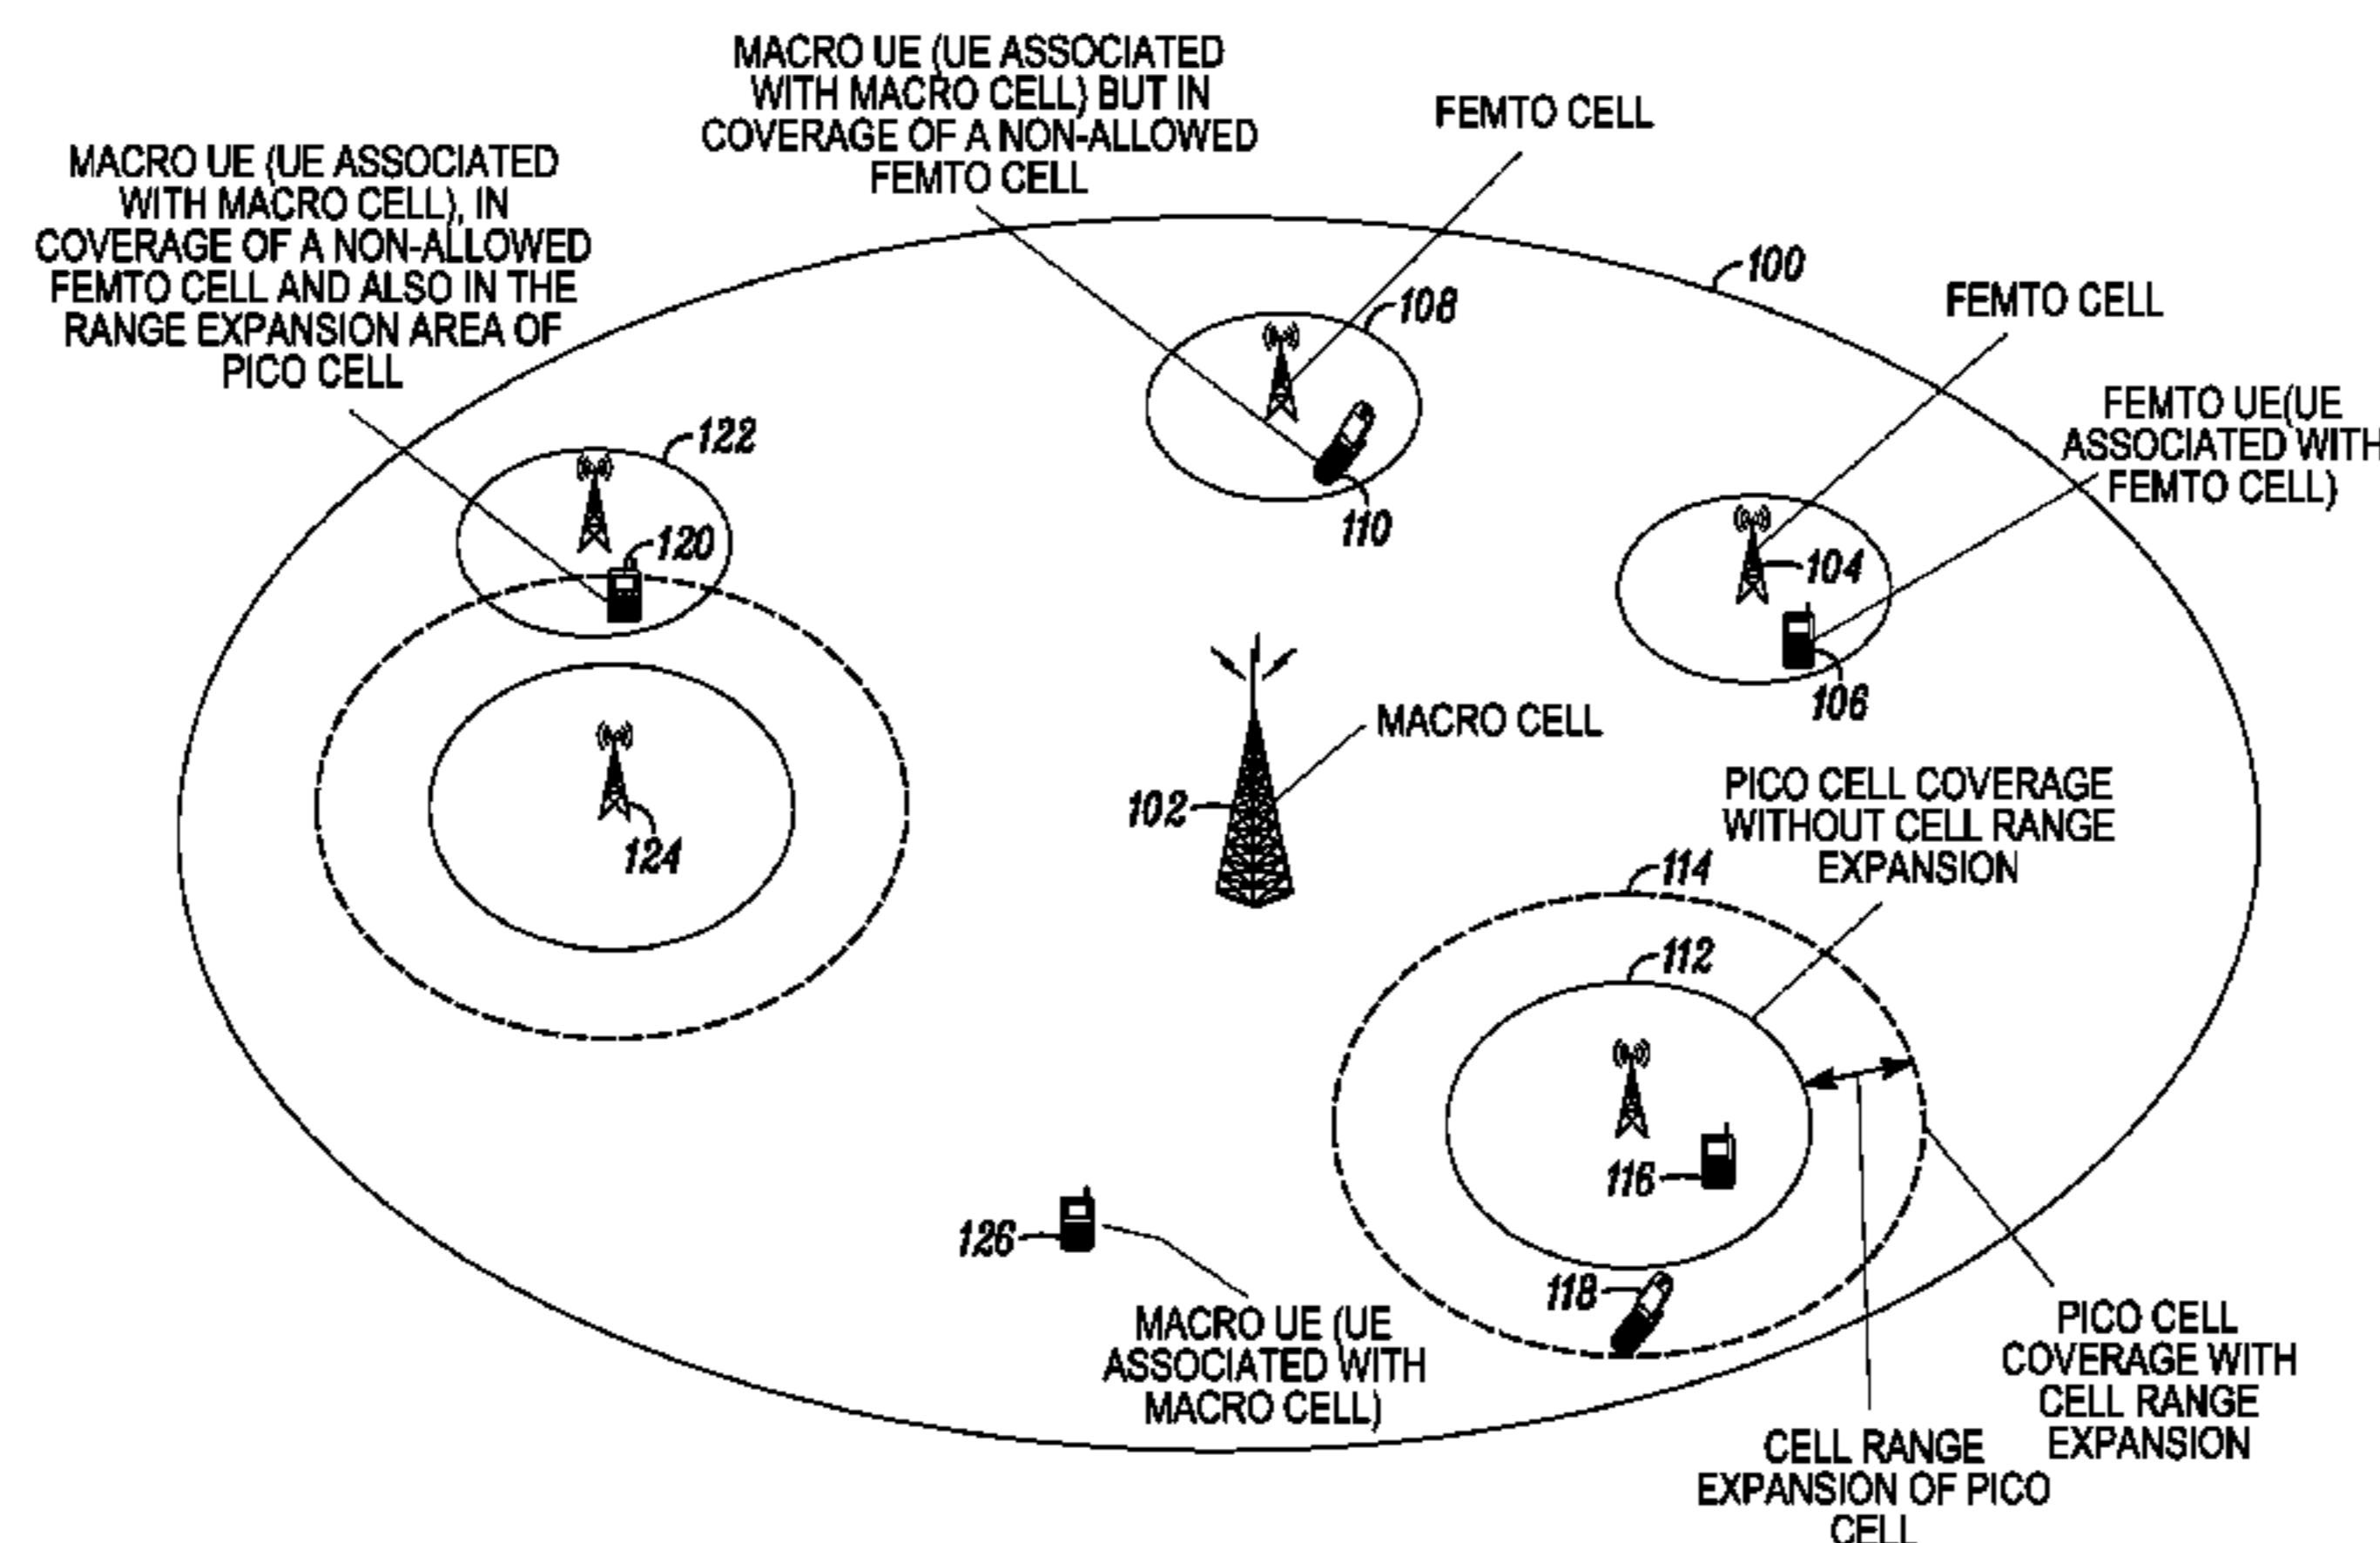 MACRO UE (UE ASSOCIATED
WITH MACRO CELL) BUT IN
COVERAGE OF A NON-ALLOWED
FEMTO CELL
FEMTO CELL
MACRO UE (UE ASSOCIATED
WITH MACRO CELL), IN
COVERAGE OF A NON-ALLOWED
FEMTO CELL AND ALSO IN THE
RANGE EXPANSION AREA OF
PICO CELL
100
FEMTO CELL
108
FEMTO UE(UE
ASSOCIATED WITH
FEMTO CELL)
122
110
120
104
106
MACRO CELL
102
124
PICO CELL COVERAGE
WITHOUT CELL RANGE
EXPANSION
114
112
116
126
118
MACRO UE (UE
ASSOCIATED WITH
MACRO CELL)
PICO CELL
COVERAGE WITH
CELL RANGE
EXPANSION
CELL RANGE
EXPANSION OF PICO
CELL